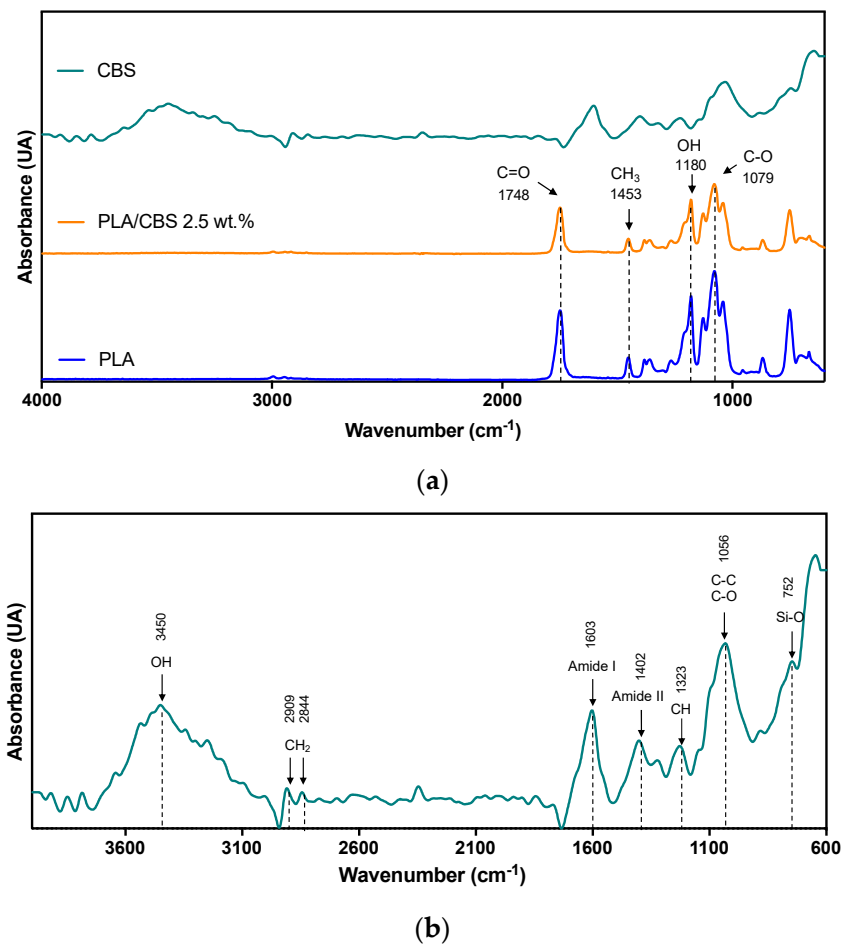 CBS
PLA/CBS 2.5 wt.%
PLA
C=O
1748
CH3
1453
OH
1180
C-O
1079
Absorbance (UA)
4000 3000 2000 1000
Wavenumber (cm-1)
(a)
3450
OH
2909
2844
CH2
1603
Amide I
1402
Amide II
1323
CH
1056
C-C
C-O
752
Si-O
Absorbance (UA)
3600 3100 2600 2100 1600 1100 600
Wavenumber (cm-1)
(b)